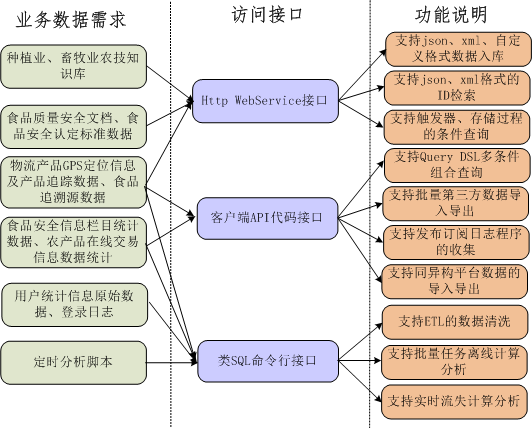 业务数据需求
访问接口
功能说明
种植业、畜牧业农技知
识库
食品质量安全文档、食
品安全认定标准数据
物流产品GPS定位信息
及产品追踪数据、食品
追溯源数据
食品安全信息栏目统计
数据、农产品在线交易
信息数据统计
用户统计信息原始数
据、登录日志
定时分析脚本
Http WebService接口
客户端API代码接口
类SQL命令行接口
支持json、xml、自定
义格式数据入库
支持json、xml格式的
ID检索
支持触发器、存储过程
的条件查询
支持Query DSL多条件
组合查询
支持批量第三方数据导
入导出
支持发布订阅日志程序
的收集
支持同异构平台数据的
导入导出
支持ETL的数据清洗
支持批量任务离线计算
分析
支持实时流失计算分析